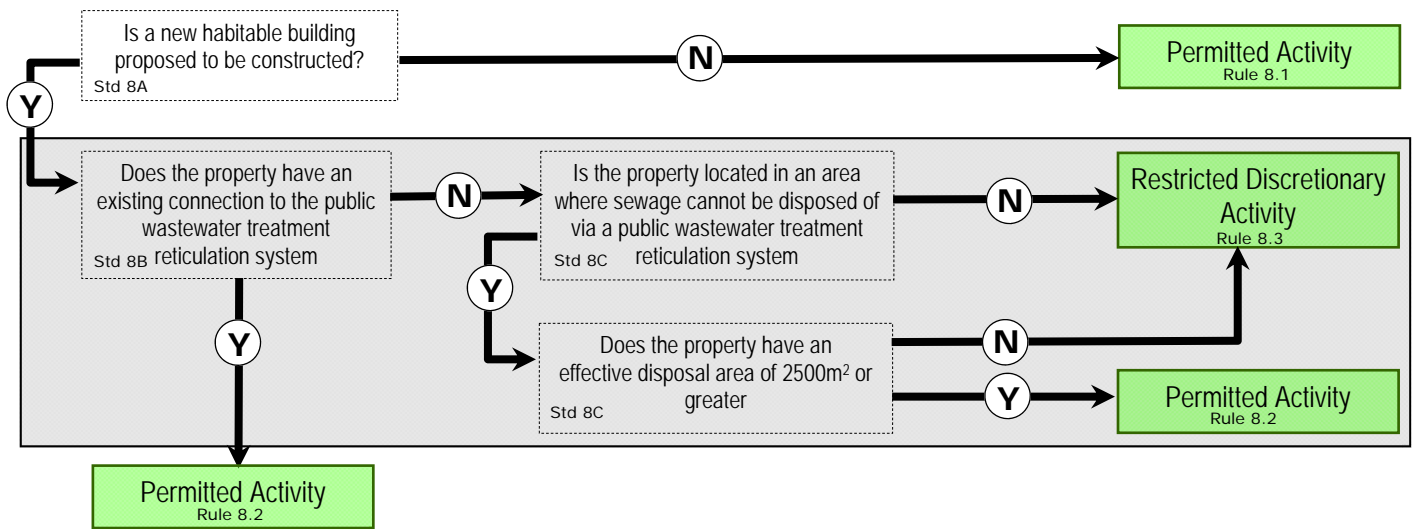 Is a new habitable building
proposed to be constructed?
Std 8A
N
Permitted Activity
Rule 8.1
Y
Does the property have an
existing connection to the public
wastewater treatment
Std 8B reticulation system
N
Is the property located in an area
where sewage cannot be disposed of
via a public wastewater treatment
Std 8C reticulation system
N
Restricted Discretionary
Activity
Rule 8.3
Y
Y
Does the property have an
effective disposal area of 2500m² or
greater
Std 8C
N
Y
Permitted Activity
Rule 8.2
Permitted Activity
Rule 8.2